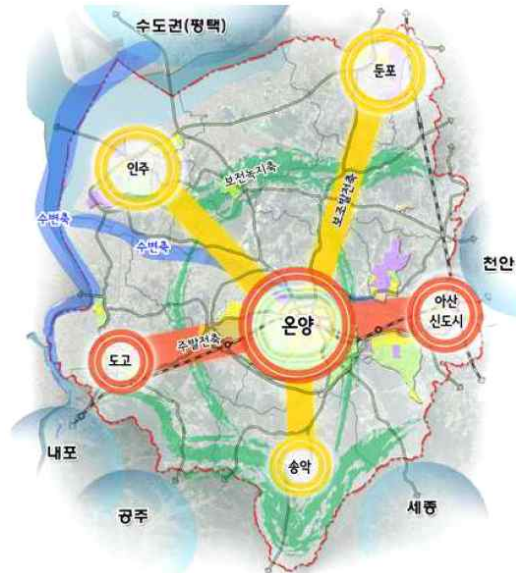 수도권(평택)
둔포
인주
보전녹지축
보조발전축
수변축
수변축
천안
온양
아산
신도시
주발전축
도고
송악
내포
공주
세종